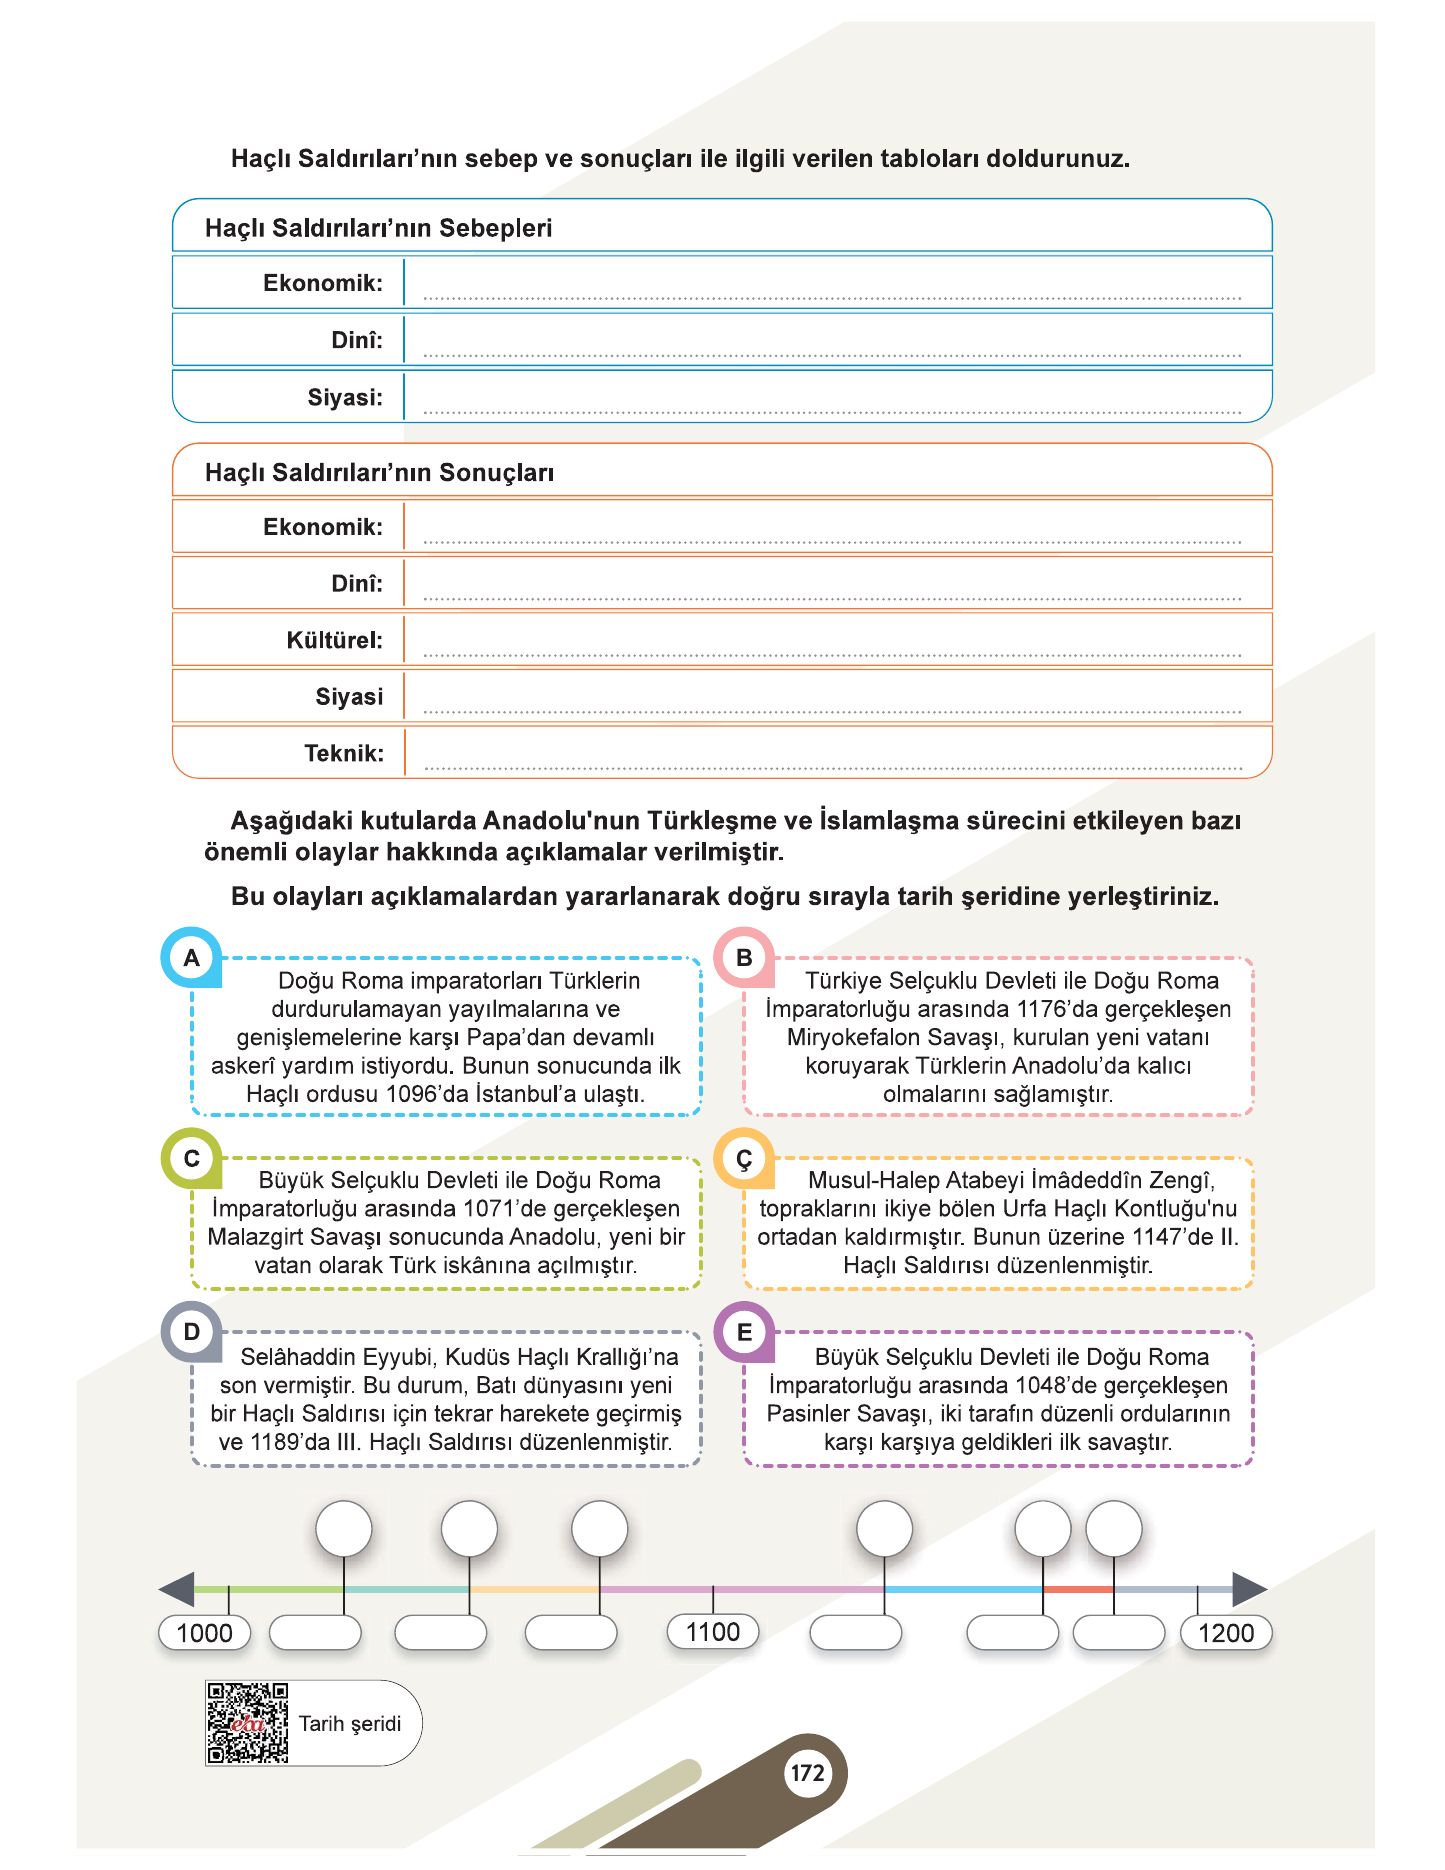 Haçlı Saldırıları’nın sebep ve sonuçları ile ilgili verilen tabloları doldurunuz.
Haçlı Saldırıları’nın Sebepleri
Ekonomik:
Dinî:
Siyasi:
Haçlı Saldırıları’nın Sonuçları
Ekonomik:
Dinî:
Kültürel:
Siyasi
Teknik:
Aşağıdaki kutularda Anadolu'nun Türkleşme ve İslamlaşma sürecini etkileyen bazı
önemli olaylar hakkında açıklamalar verilmiştir.
Bu olayları açıklamalardan yararlanarak doğru sırayla tarih şeridine yerleştiriniz.
A
Doğu Roma imparatorları Türklerin
durdurulamayan yayılmalarına ve
genişlemelerine karşı Papa’dan devamlı
askerî yardım istiyordu. Bunun sonucunda ilk
Haçlı ordusu 1096’da İstanbul’a ulaştı.
B
Türkiye Selçuklu Devleti ile Doğu Roma
İmparatorluğu arasında 1176’da gerçekleşen
Miryokefalon Savaşı, kurulan yeni vatanı
koruyarak Türklerin Anadolu’da kalıcı
olmalarını sağlamıştır.
C
Büyük Selçuklu Devleti ile Doğu Roma
İmparatorluğu arasında 1071’de gerçekleşen
Malazgirt Savaşı sonucunda Anadolu, yeni bir
vatan olarak Türk iskânına açılmıştır.
Ç
Musul-Halep Atabeyi İmâdeddîn Zengî,
topraklarını ikiye bölen Urfa Haçlı Kontluğu'nu
ortadan kaldırmıştır. Bunun üzerine 1147’de II.
Haçlı Saldırısı düzenlenmiştir.
D
Selâhaddin Eyyubi, Kudüs Haçlı Krallığı’na
son vermiştir. Bu durum, Batı dünyasını yeni
bir Haçlı Saldırısı için tekrar harekete geçirmiş
ve 1189’da III. Haçlı Saldırısı düzenlenmiştir.
E
Büyük Selçuklu Devleti ile Doğu Roma
İmparatorluğu arasında 1048’de gerçekleşen
Pasinler Savaşı, iki tarafın düzenli ordularının
karşı karşıya geldikleri ilk savaştır.
1000
1100
1200
eba
Tarih şeridi
172